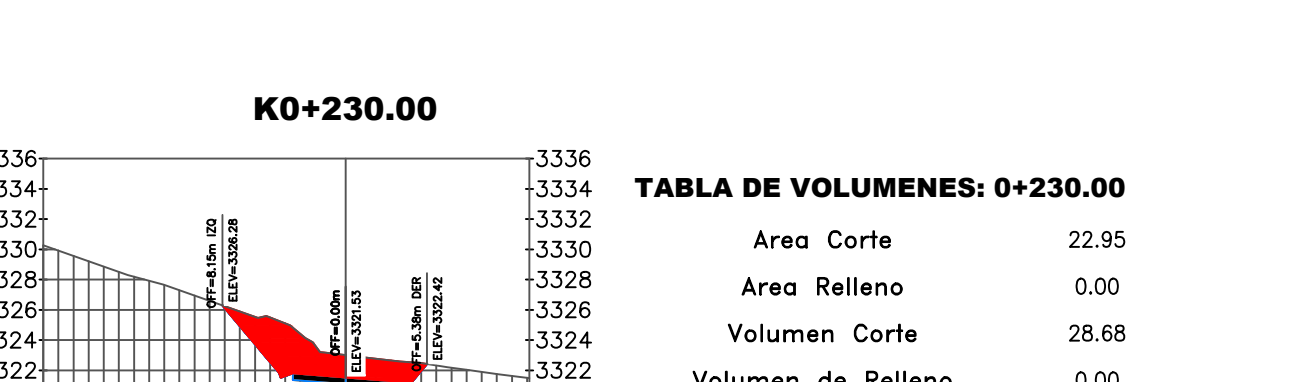 K0+230.00
336
334
332
330
328
326
324
322
3336
3334
3332
3330
3328
3326
3324
3322
OFF=8.15m IZQ
ELEV=3326.28
OFF=0.00m
ELEV=3321.53
OFF=5.38m DER
ELEV=3322.42
TABLA DE VOLUMENES: 0+230.00
Area Corte 22.95
Area Relleno 0.00
Volumen Corte 28.68
Volumen de Relleno 0.00